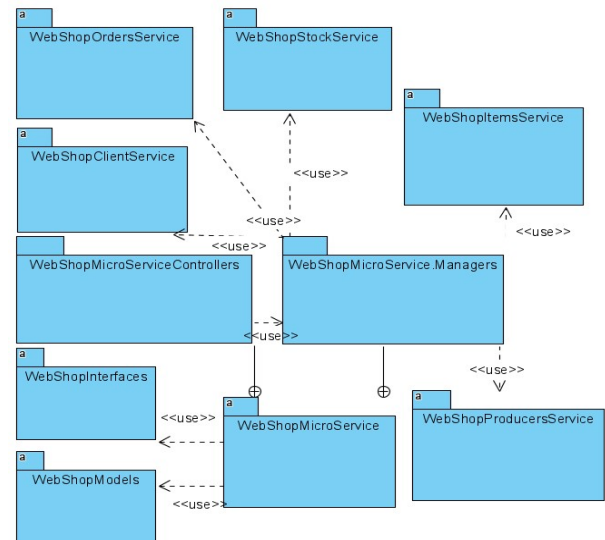 a
WebShopOrdersService
a
WebShopStockService
a
WebShopItemsService
a
WebShopClientService
<<use>>
<<use>>
<<use>>
<<use>>
a
WebShopMicroServiceControllers
a
WebShopMicroService.Managers
<<use>>
a
WebShopInterfaces
<<use>>
<<use>>
a
WebShopMicroService
a
WebShopProducersService
a
WebShopModels
<<use>>